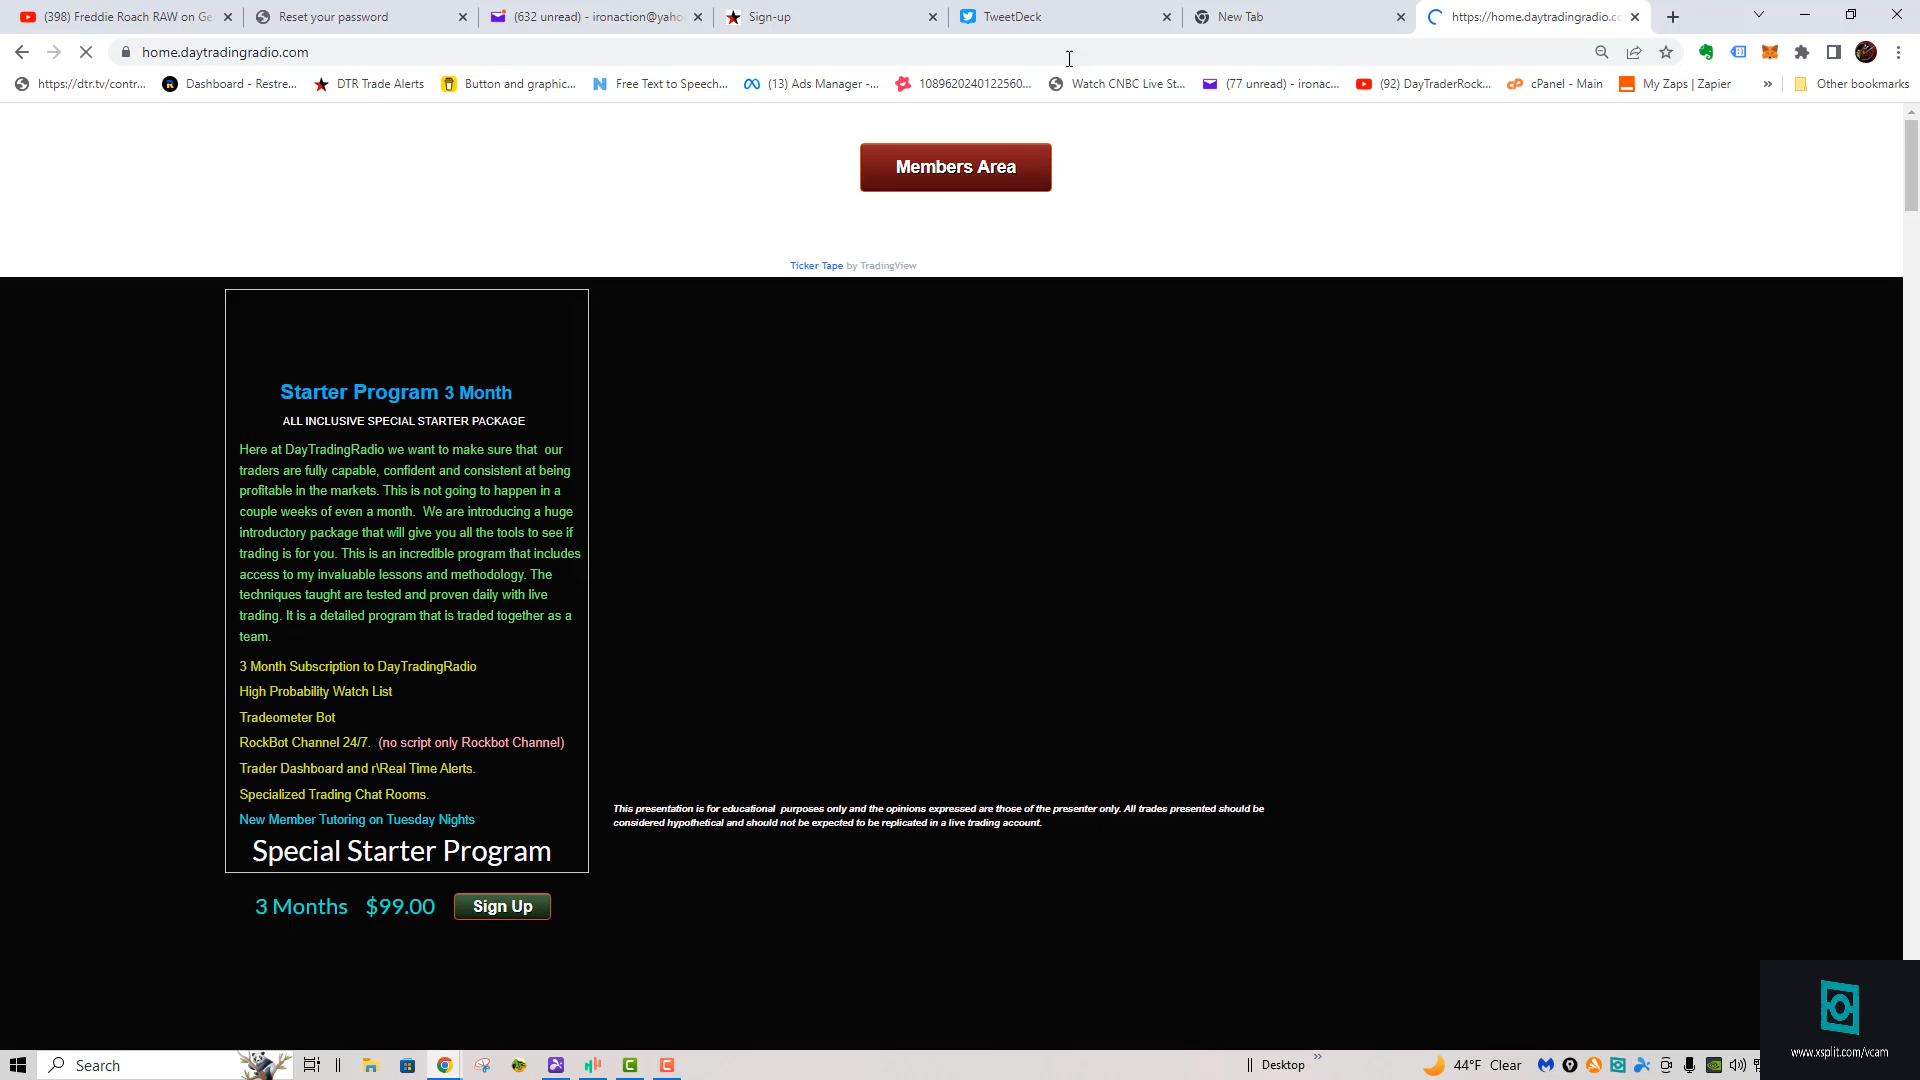 (398) Freddie Roach RAW on Ge
Reset your password
(632 unread) - ironaction@yaho
Sign-up
TweetDeck
New Tab
https://home.daytradingradio.co
home.daytradingradio.com
https://dtr.tv/contr...
Dashboard - Restre...
DTR Trade Alerts
Button and graphic...
Free Text to Speech...
(13) Ads Manager -...
1089620240122560...
Watch CNBC Live St...
(77 unread) - ironac...
(92) DayTraderRock...
cPanel - Main
My Zaps | Zapier
»
Other bookmarks
Members Area
Ticker Tape by TradingView
Starter Program 3 Month
ALL INCLUSIVE SPECIAL STARTER PACKAGE
Here at DayTradingRadio we want to make sure that our
traders are fully capable, confident and consistent at being
profitable in the markets. This is not going to happen in a
couple weeks of even a month. We are introducing a huge
introductory package that will give you all the tools to see if
trading is for you. This is an incredible program that includes
access to my invaluable lessons and methodology. The
techniques taught are tested and proven daily with live
trading. It is a detailed program that is traded together as a
team.
3 Month Subscription to DayTradingRadio
High Probability Watch List
Tradeometer Bot
RockBot Channel 24/7. (no script only Rockbot Channel)
Trader Dashboard and r\Real Time Alerts.
Specialized Trading Chat Rooms.
New Member Tutoring on Tuesday Nights
Special Starter Program
3 Months $99.00 Sign Up
This presentation is for educational purposes only and the opinions expressed are those of the presenter only. All trades presented should be
considered hypothetical and should not be expected to be replicated in a live trading account.
www.xsplit.com/vcam
Search
Desktop
»
44°F Clear